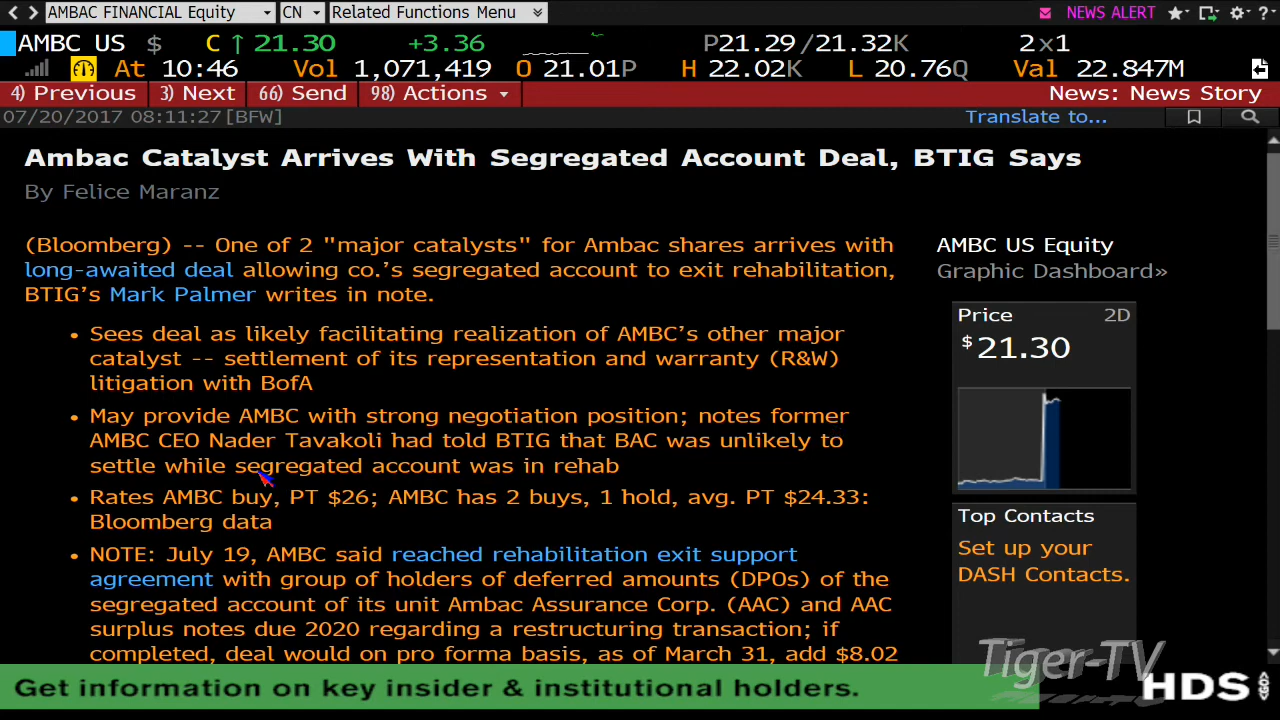 AMBAC FINANCIAL Equity CN Related Functions Menu NEWS ALERT ?
AMBC US $ C ↑ 21.30 +3.36 P21.29 /21.32K 2 x 1
At 10:46 Vol 1,071,419 O 21.01P H 22.02K L 20.76Q Val 22.847M
4) Previous 3) Next 66) Send 98) Actions News: News Story
07/20/2017 08:11:27[BFW] Translate to...
Ambac Catalyst Arrives With Segregated Account Deal, BTIG Says
By Felice Maranz
(Bloomberg) -- One of 2 "major catalysts" for Ambac shares arrives with
long-awaited deal allowing co.'s segregated account to exit rehabilitation,
BTIG's Mark Palmer writes in note.
• Sees deal as likely facilitating realization of AMBC's other major
catalyst -- settlement of its representation and warranty (R&W)
litigation with BofA
• May provide AMBC with strong negotiation position; notes former
AMBC CEO Nader Tavakoli had told BTIG that BAC was unlikely to
settle while segregated account was in rehab
• Rates AMBC buy, PT $26; AMBC has 2 buys, 1 hold, avg. PT $24.33:
Bloomberg data
• NOTE: July 19, AMBC said reached rehabilitation exit support
agreement with group of holders of deferred amounts (DPOs) of the
segregated account of its unit Ambac Assurance Corp. (AAC) and AAC
surplus notes due 2020 regarding a restructuring transaction; if
completed, deal would on pro forma basis, as of March 31, add $8.02
AMBC US Equity
Graphic Dashboard»
Price 2D
$21.30
Top Contacts
Set up your
DASH Contacts.
Tiger-TV
Get information on key insider & institutional holders.
HDS <GO>